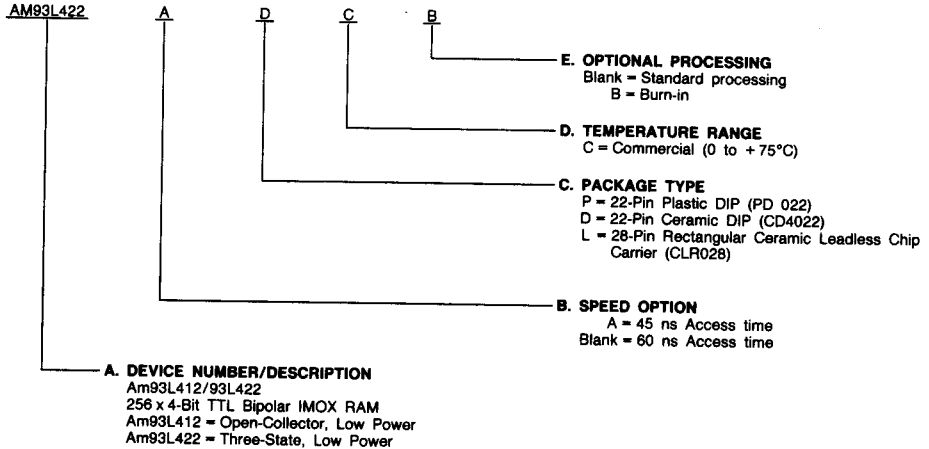 AM93L422 A D C B
E. OPTIONAL PROCESSING
Blank = Standard processing
B = Burn-in
D. TEMPERATURE RANGE
C = Commercial (0 to +75°C)
C. PACKAGE TYPE
P = 22-Pin Plastic DIP (PD 022)
D = 22-Pin Ceramic DIP (CD4022)
L = 28-Pin Rectangular Ceramic Leadless Chip
Carrier (CLR028)
B. SPEED OPTION
A = 45 ns Access time
Blank = 60 ns Access time
A. DEVICE NUMBER/DESCRIPTION
Am93L412/93L422
256 x 4-Bit TTL Bipolar IMOX RAM
Am93L412 = Open-Collector, Low Power
Am93L422 = Three-State, Low Power